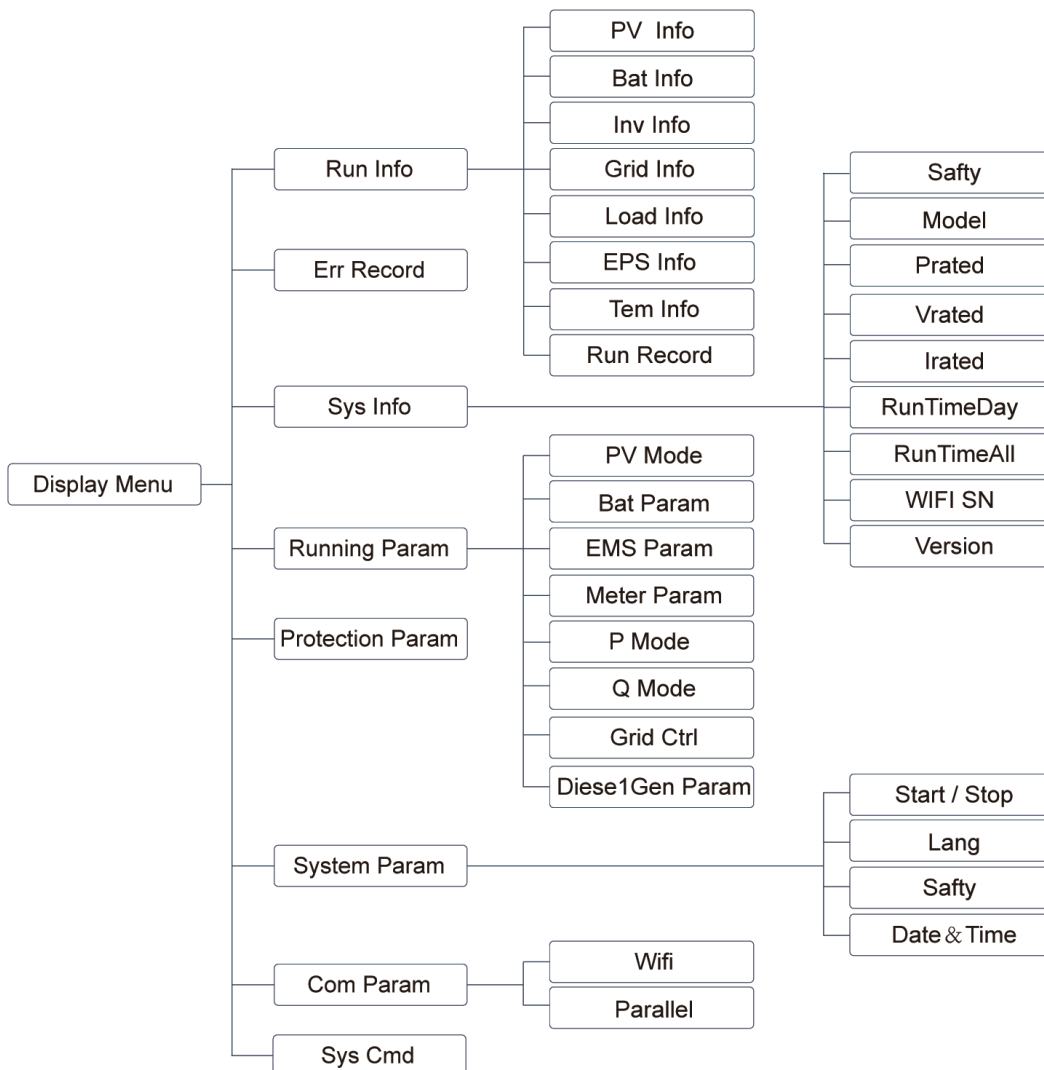 Display Menu
Run Info
PV Info
Bat Info
Inv Info
Grid Info
Load Info
EPS Info
Tem Info
Run Record
Err Record
Sys Info
Safty
Model
Prated
Vrated
Irated
RunTimeDay
RunTimeAll
WIFI SN
Version
Running Param
PV Mode
Bat Param
EMS Param
Meter Param
P Mode
Q Mode
Grid Ctrl
Diese1Gen Param
Protection Param
System Param
Start / Stop
Lang
Safty
Date&Time
Com Param
Wifi
Parallel
Sys Cmd